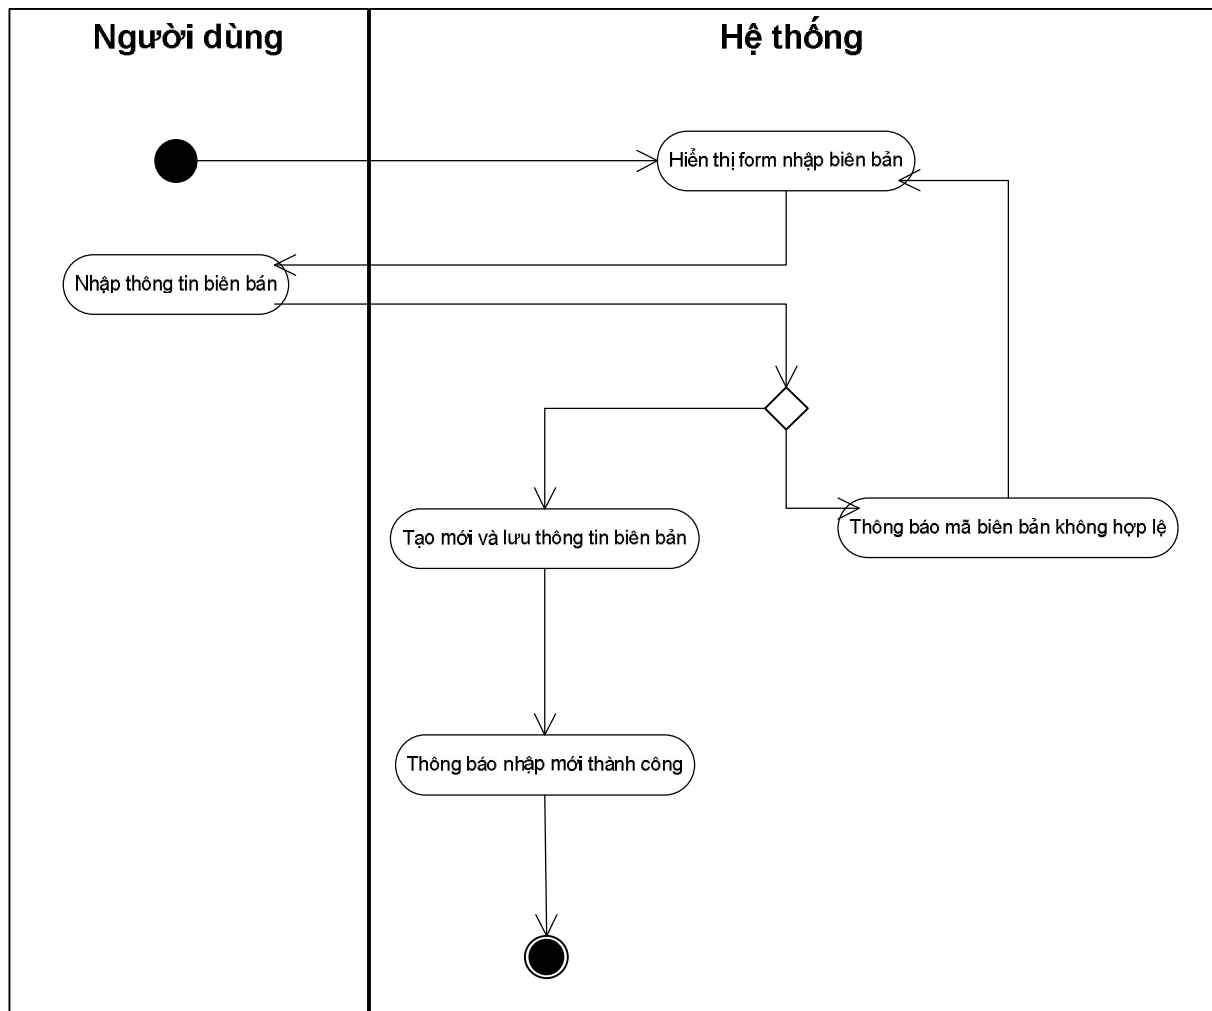 Người dùng
Hệ thống
Hiển thị form nhập biên bản
Nhập thông tin biên bán
Tạo mới và lưu thông tin biên bản
Thông báo mã biên bản không hợp lệ
Thông báo nhập mới thành công